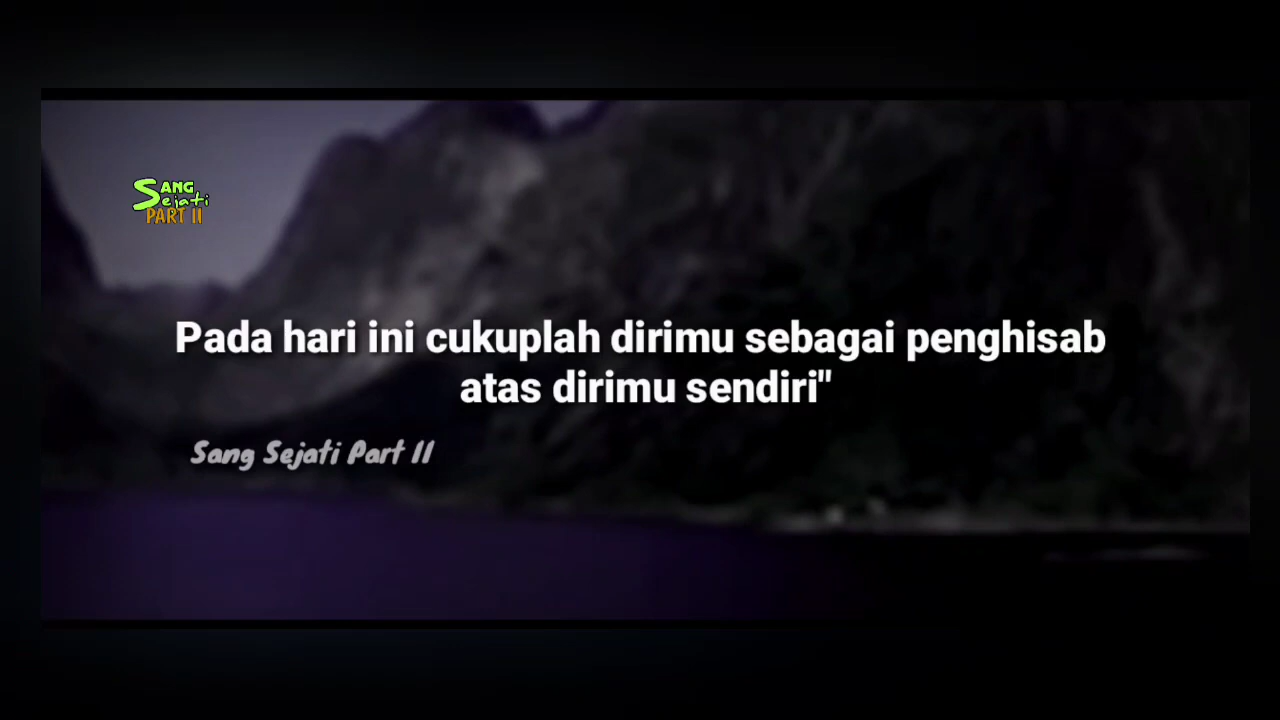 SANG
Sejati
PART II
Pada hari ini cukuplah dirimu sebagai penghisab
atas dirimu sendiri"
Sang Sejati Part II